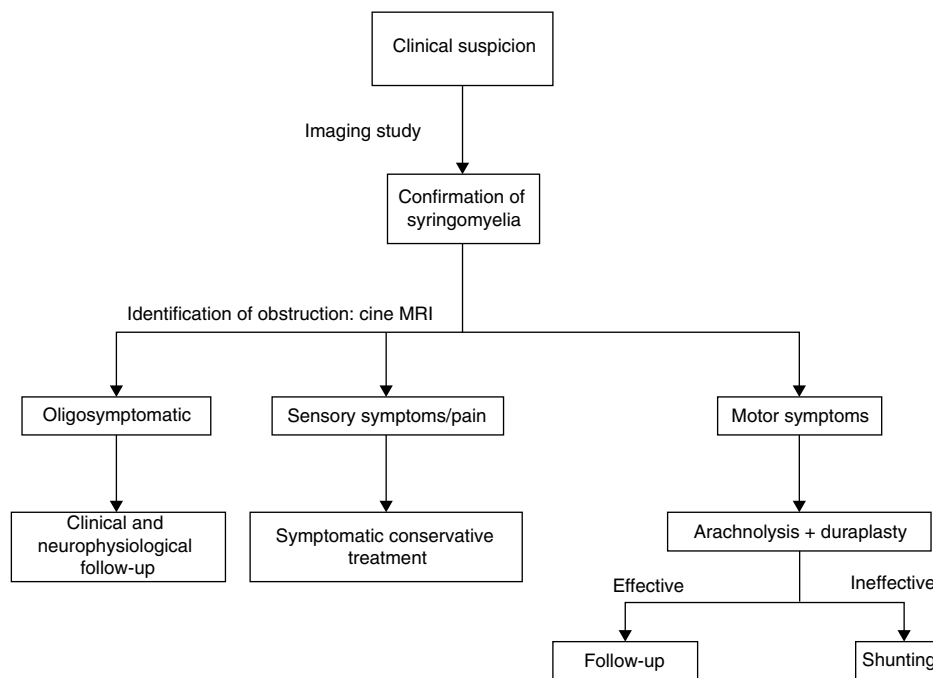 Clinical suspicion
Imaging study
Confirmation of
syringomyelia
Identification of obstruction: cine MRI
Oligosymptomatic
Sensory symptoms/pain
Motor symptoms
Clinical and
neurophysiological
follow-up
Symptomatic conservative
treatment
Arachnolysis + duraplasty
Effective
Ineffective
Follow-up
Shunting